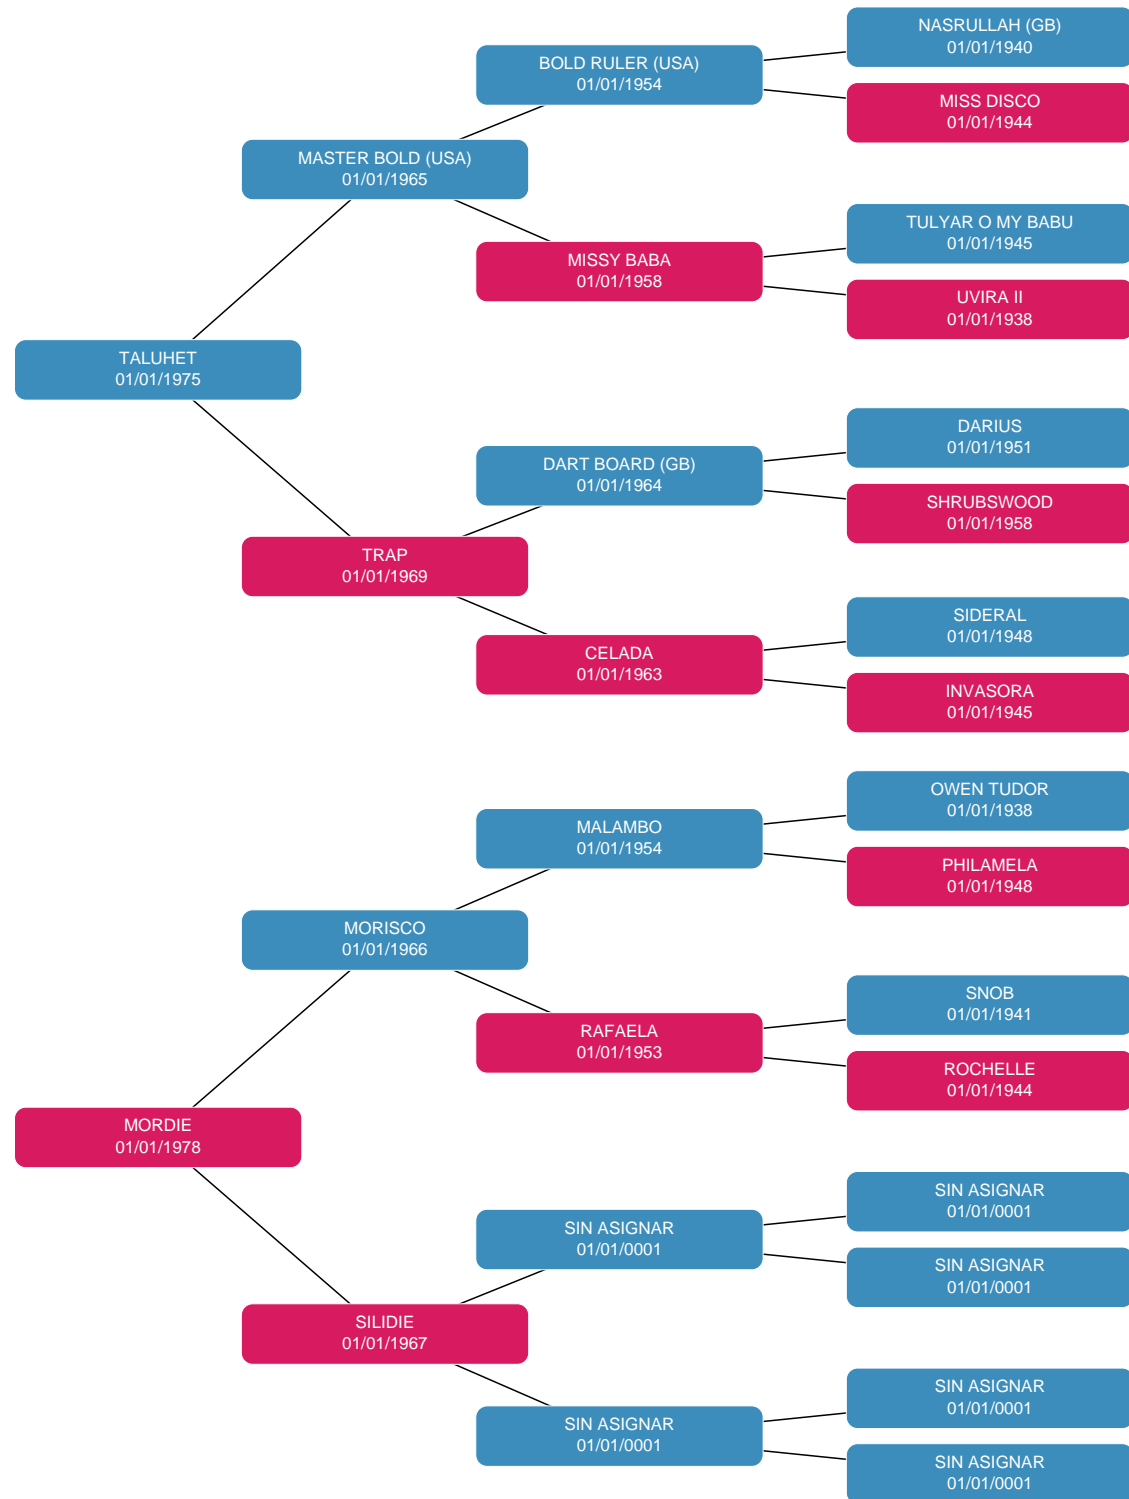 NASRULLAH (GB)
01/01/1940
BOLD RULER (USA)
01/01/1954
MISS DISCO
01/01/1944
MASTER BOLD (USA)
01/01/1965
TULYAR O MY BABU
01/01/1945
MISSY BABA
01/01/1958
UVIRA II
01/01/1938
TALUHET
01/01/1975
DARIUS
01/01/1951
DART BOARD (GB)
01/01/1964
SHRUBSWOOD
01/01/1958
TRAP
01/01/1969
SIDERAL
01/01/1948
CELADA
01/01/1963
INVASORA
01/01/1945
OWEN TUDOR
01/01/1938
MALAMBO
01/01/1954
PHILAMELA
01/01/1948
MORISCO
01/01/1966
SNOB
01/01/1941
RAFAELA
01/01/1953
ROCHELLE
01/01/1944
MORDIE
01/01/1978
SIN ASIGNAR
01/01/0001
SIN ASIGNAR
01/01/0001
SIN ASIGNAR
01/01/0001
SILIDIE
01/01/1967
SIN ASIGNAR
01/01/0001
SIN ASIGNAR
01/01/0001
SIN ASIGNAR
01/01/0001